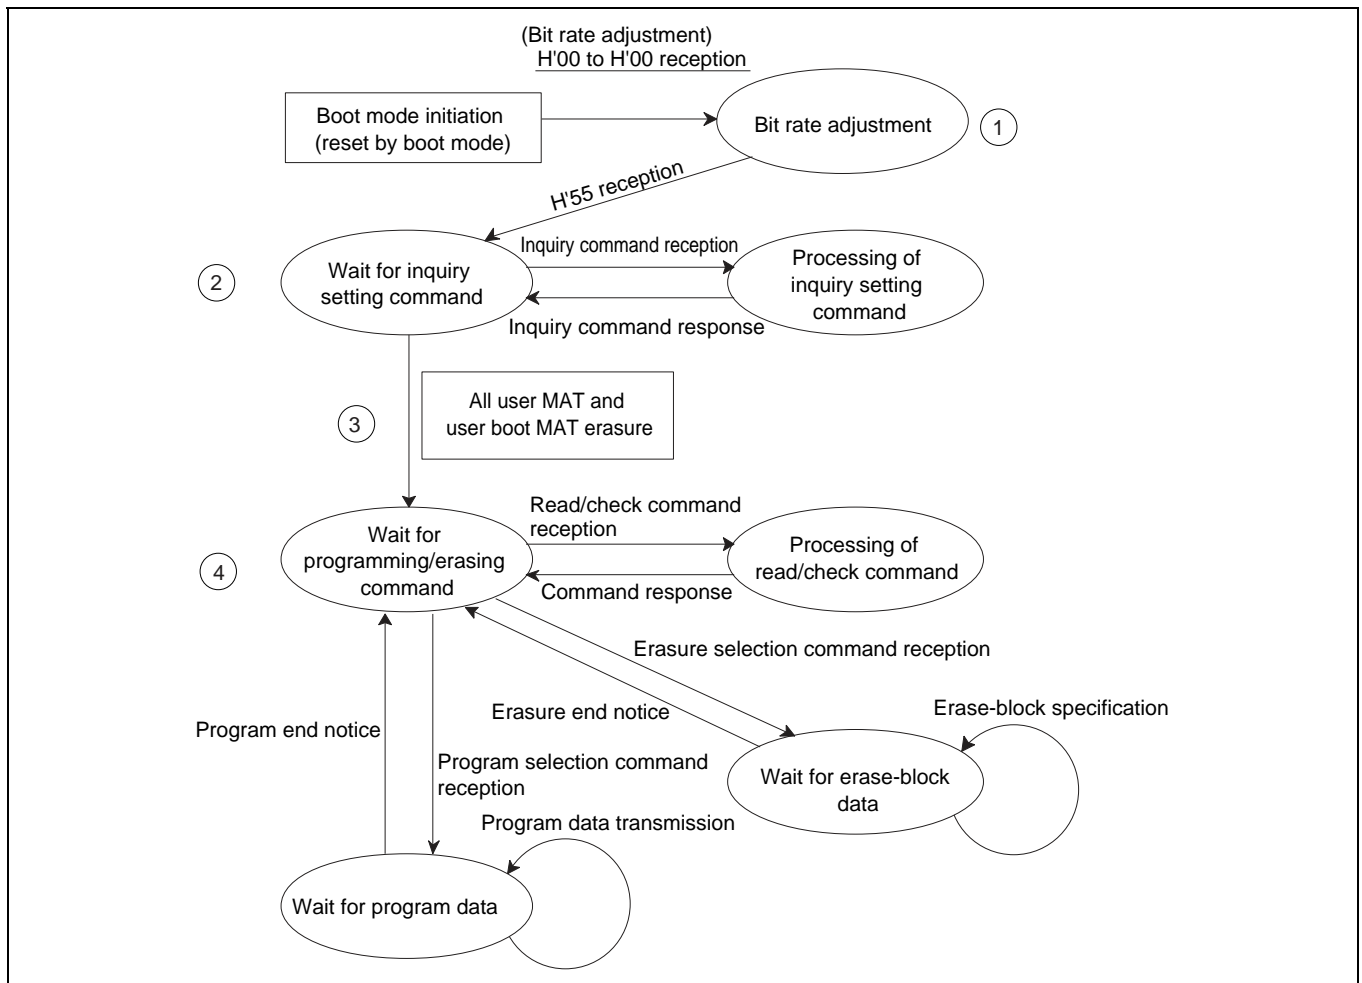 (Bit rate adjustment)
H'00 to H'00 reception
Boot mode initiation
(reset by boot mode)
Bit rate adjustment
1
H'55 reception
2
Wait for inquiry
setting command
Inquiry command reception
Inquiry command response
Processing of
inquiry setting
command
3
All user MAT and
user boot MAT erasure
4
Wait for
programming/erasing
command
Read/check command
reception
Command response
Processing of
read/check command
Erasure selection command reception
Erasure end notice
Program end notice
Program selection command
reception
Erase-block specification
Wait for erase-block
data
Program data transmission
Wait for program data